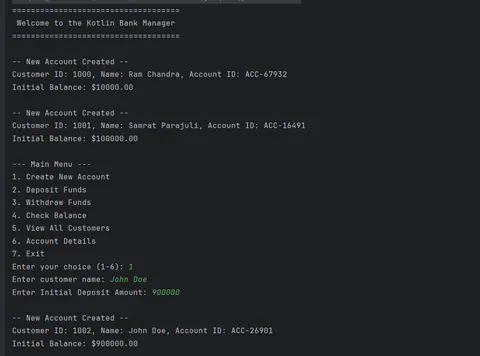 ====================================
Welcome to the Kotlin Bank Manager
====================================
-- New Account Created --
Customer ID: 1000, Name: Ram Chandra, Account ID: ACC-67932
Initial Balance: $10000.00
-- New Account Created --
Customer ID: 1001, Name: Samrat Parajuli, Account ID: ACC-16491
Initial Balance: $100000.00
--- Main Menu ---
1. Create New Account
2. Deposit Funds
3. Withdraw Funds
4. Check Balance
5. View All Customers
6. Account Details
7. Exit
Enter your choice (1-6): 1
Enter customer name: John Doe
Enter Initial Deposit Amount: 900000
-- New Account Created --
Customer ID: 1002, Name: John Doe, Account ID: ACC-26901
Initial Balance: $900000.00